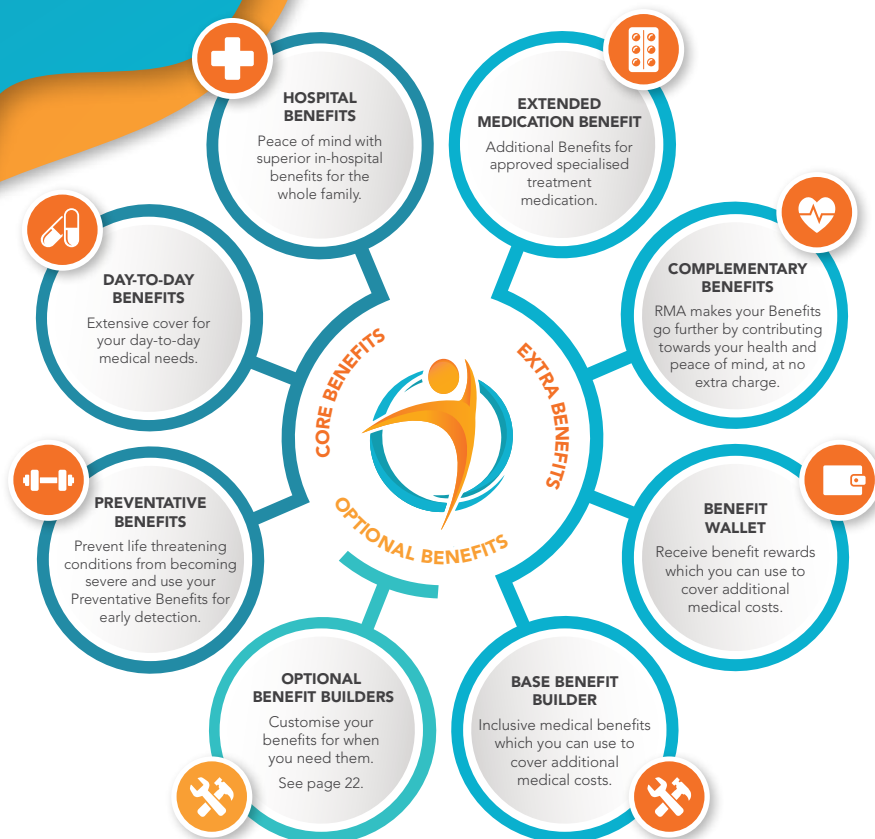 HOSPITAL
BENEFITS
Peace of mind with
superior in-hospital
benefits for the
whole family.
EXTENDED
MEDICATION BENEFIT
Additional Benefits for
approved specialised
treatment
medication.
DAY-TO-DAY
BENEFITS
Extensive cover for
your day-to-day
medical needs.
COMPLEMENTARY
BENEFITS
RMA makes your Benefits
go further by contributing
towards your health and
peace of mind, at no
extra charge.
CORE BENEFITS
EXTRA BENEFITS
OPTIONAL BENEFITS
PREVENTATIVE
BENEFITS
Prevent life threatening
conditions from becoming
severe and use your
Preventative Benefits for
early detection.
BENEFIT
WALLET
Receive benefit rewards
which you can use to
cover additional
medical costs.
OPTIONAL
BENEFIT BUILDERS
Customise your
benefits for when
you need them.
See page 22.
BASE BENEFIT
BUILDER
Inclusive medical benefits
which you can use to
cover additional
medical costs.